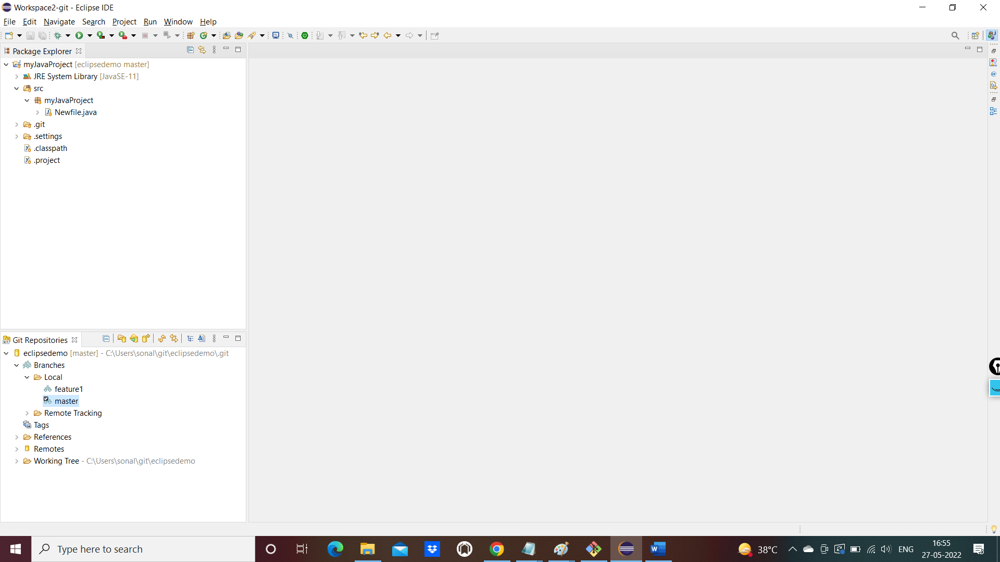 Workspace2-git - Eclipse IDE
File Edit Navigate Search Project Run Window Help
Package Explorer
myJavaProject [eclipsedemo master]
JRE System Library [JavaSE-11]
src
myJavaProject
Newfile.java
.git
.settings
.classpath
.project
Git Repositories
eclipsedemo [master] - C:\Users\sonal\git\eclipsedemo\.git
Branches
Local
feature1
master
Remote Tracking
Tags
References
Remotes
Working Tree - C:\Users\sonal\git\eclipsedemo
Type here to search
38°C
ENG
16:55
27-05-2022